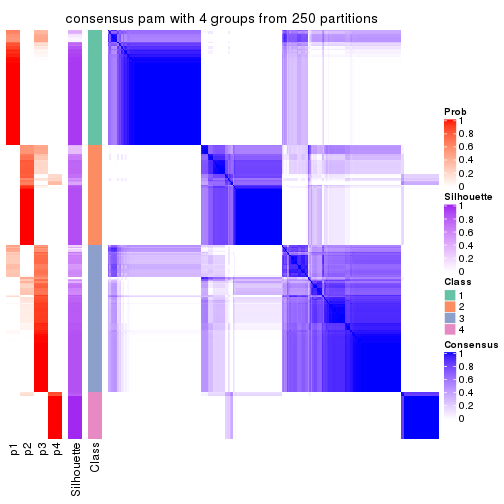 consensus pam with 4 groups from 250 partitions
Prob
1
0.8
0.6
0.4
0.2
0
Silhouette
1
0.8
0.6
0.4
0.2
0
Class
1
2
3
4
Consensus
1
0.8
0.6
0.4
0.2
0
p1
p2
p3
p4
Silhouette
Class